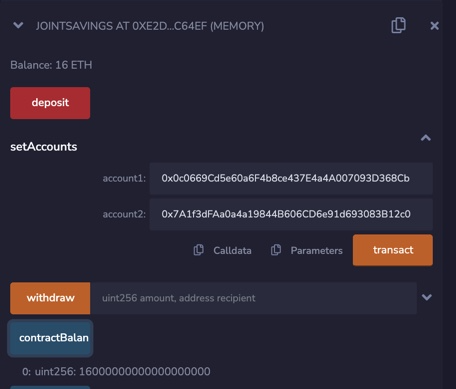 JOINTSAVINGS AT 0XE2D...C64EF (MEMORY)
Balance: 16 ETH
deposit
setAccounts
account1: 0x0c0669Cd5e60a6F4b8ce437E4a4A007093D368Cb
account2: 0x7A1f3dFAa0a4a19844B606CD6e91d693083B12c0
Calldata Parameters transact
withdraw uint256 amount, address recipient
contractBalan
0: uint256: 16000000000000000000